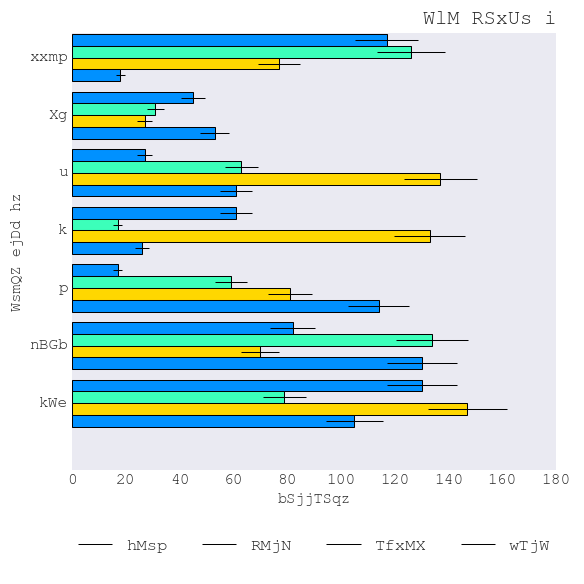 WlM RSxUs i
xxmp
Xg
u
k
p
nBGb
kWe
WsmQZ ejDd hz
0 20 40 60 80 100 120 140 160 180
bSjjTSqz
hMsp RMjN TfxMX wTjW